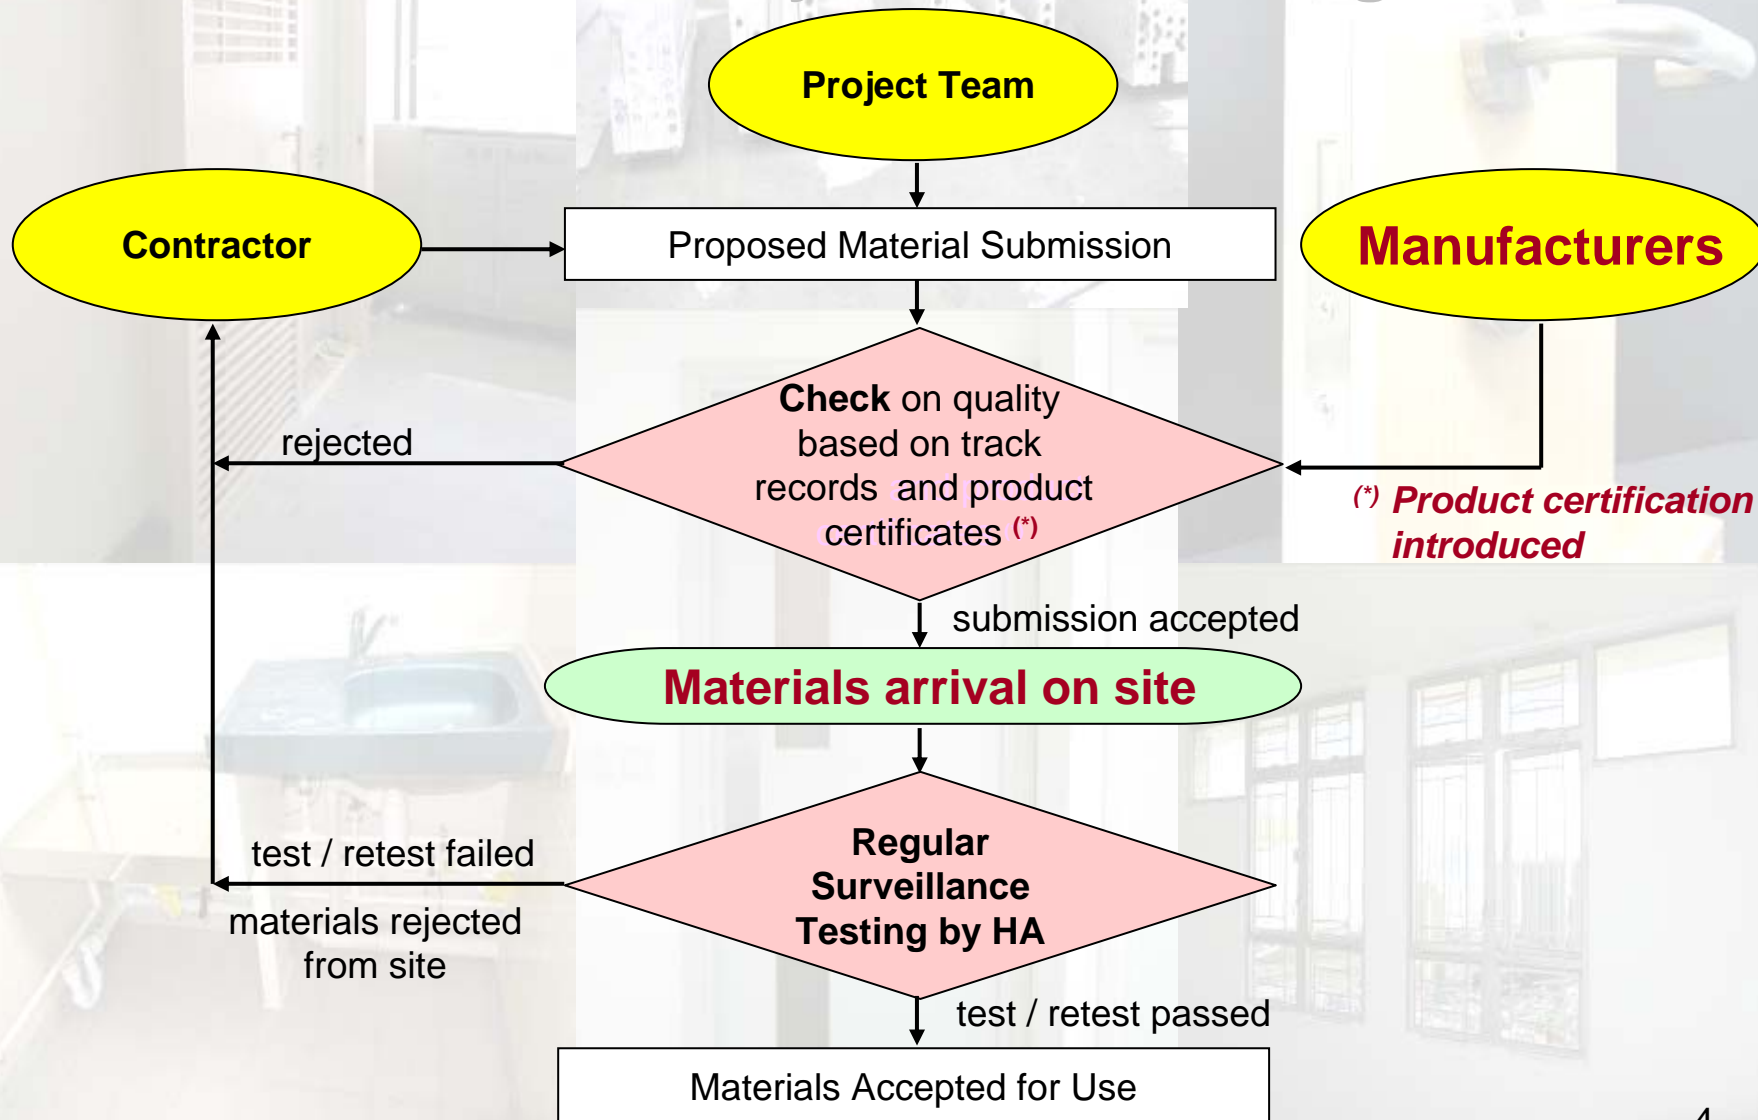 Project Team
Contractor
Proposed Material Submission
Manufacturers
Check on quality
based on track
records and product
certificates (*)
rejected
(*) Product certification
introduced
submission accepted
Materials arrival on site
Regular
Surveillance
Testing by HA
test / retest failed
materials rejected
from site
test / retest passed
Materials Accepted for Use
4